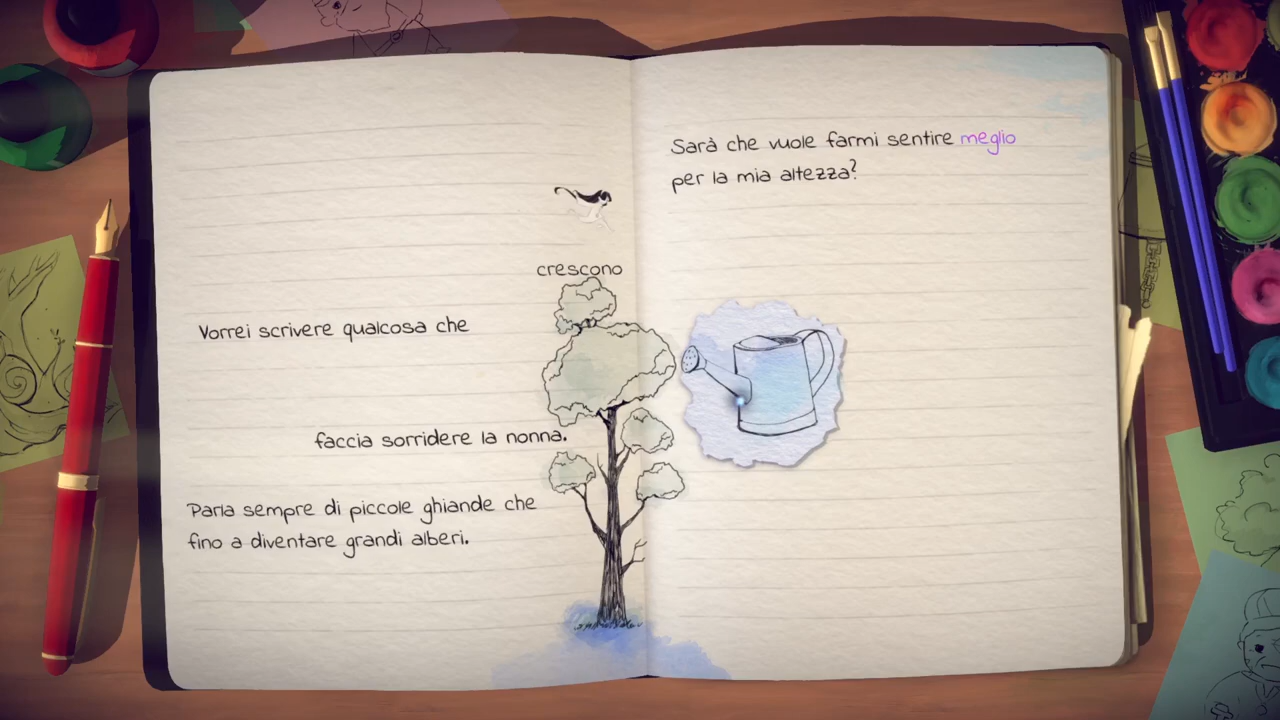 crescono
Vorrei scrivere qualcosa che
faccia sorridere la nonna.
Parla sempre di piccole ghiande che
fino a diventare grandi alberi.
Sarà che vuole farmi sentire meglio
per la mia altezza?